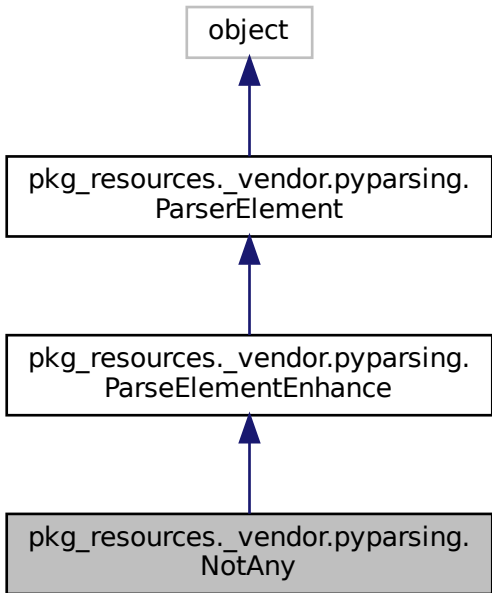 object
pkg_resources._vendor.pyparsing.
ParserElement
pkg_resources._vendor.pyparsing.
ParseElementEnhance
pkg_resources._vendor.pyparsing.
NotAny